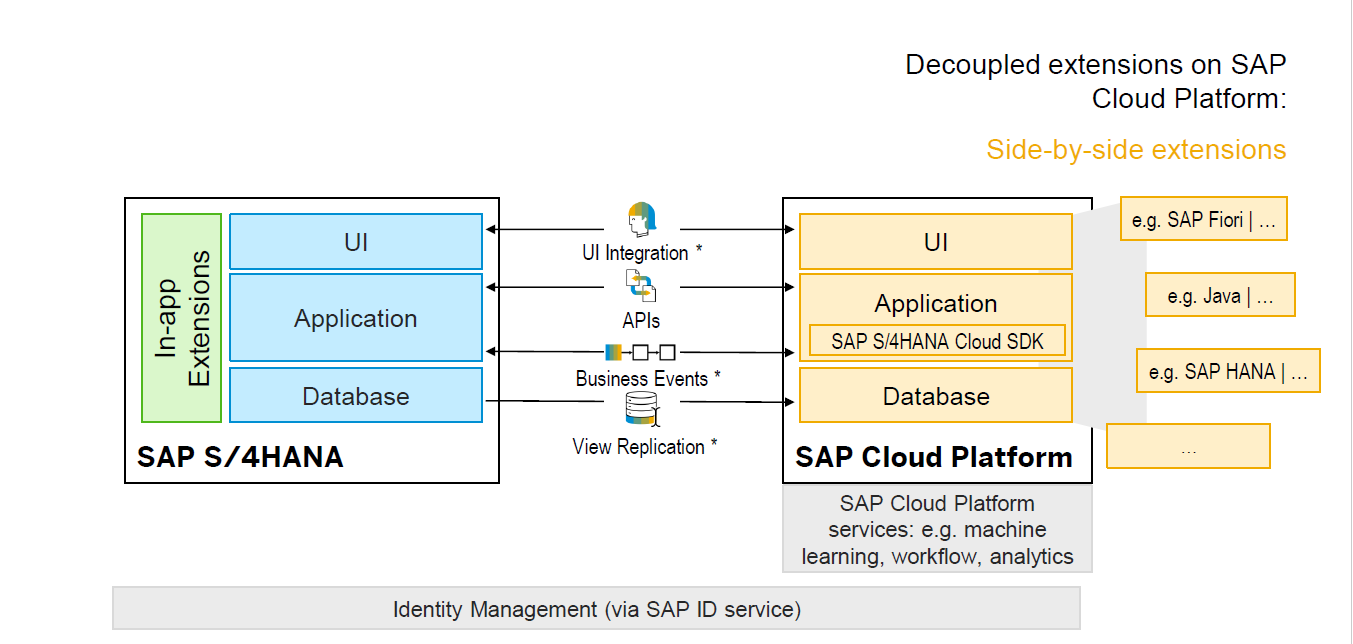 Decoupled extensions on SAP
Cloud Platform:
Side-by-side extensions
In-app
Extensions
UI
Application
Database
SAP S/4HANA
UI Integration *
APIs
Business Events *
View Replication *
UI
Application
SAP S/4HANA Cloud SDK
Database
SAP Cloud Platform
e.g. SAP Fiori | ...
e.g. Java | ...
e.g. SAP HANA | ...
...
SAP Cloud Platform
services: e.g. machine
learning, workflow, analytics
Identity Management (via SAP ID service)